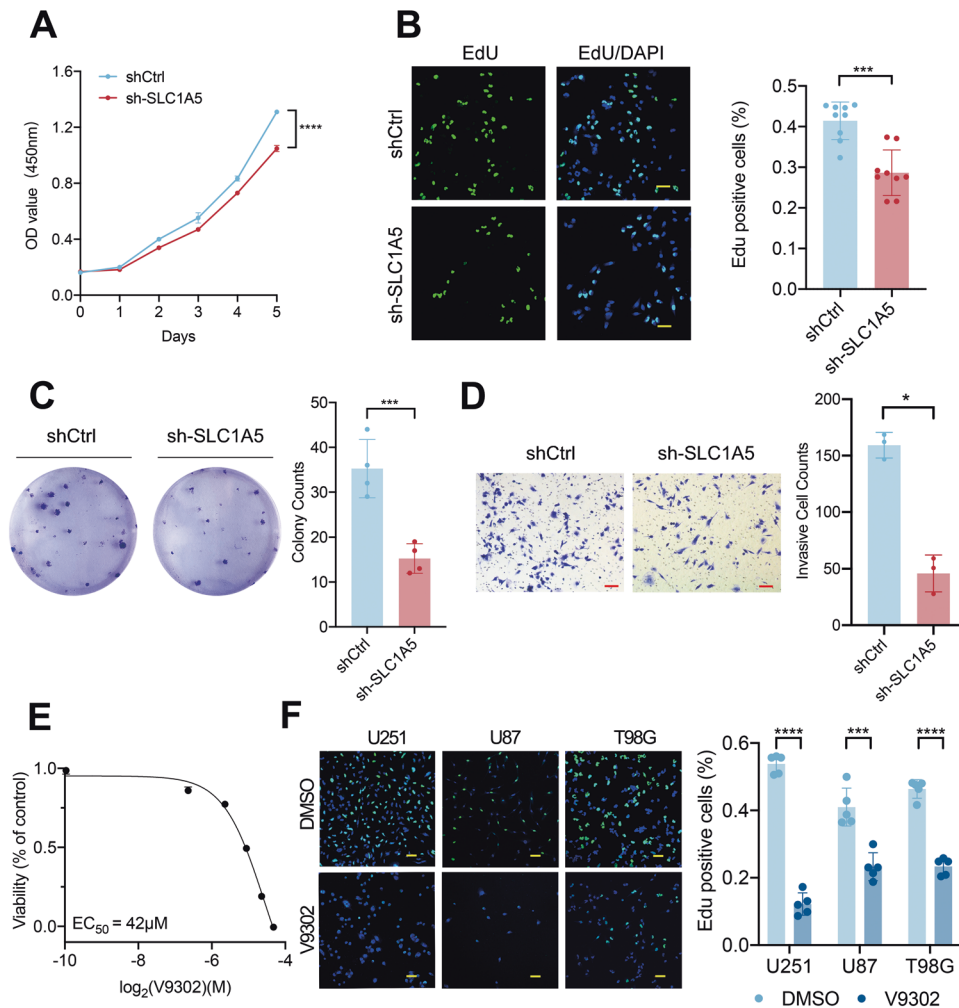 A
shCtrl
sh-SLC1A5
OD value (450nm)
1.6
1.2
0.8
0.4
0.0
****
0
1
2
3
4
5
Days
B
EdU
EdU/DAPI
shCtrl
sh-SLC1A5
Edu positive cells (%)
0.5
0.4
0.3
0.2
0.1
0.0
***
shCtrl
sh-SLC1A5
C
shCtrl
sh-SLC1A5
Colony Counts
50
40
30
20
10
0
***
shCtrl
sh-SLC1A5
D
shCtrl
sh-SLC1A5
Invasive Cell Counts
200
150
100
50
0
*
shCtrl
sh-SLC1A5
E
Viability (% of control)
1.0
0.5
0.0
EC50 = 42μM
-10
-8
-6
-4
log2(V9302)(M)
F
U251
U87
T98G
DMSO
V9302
Edu positive cells (%)
0.6
0.4
0.2
0.0
****
***
****
U251
U87
T98G
DMSO
V9302